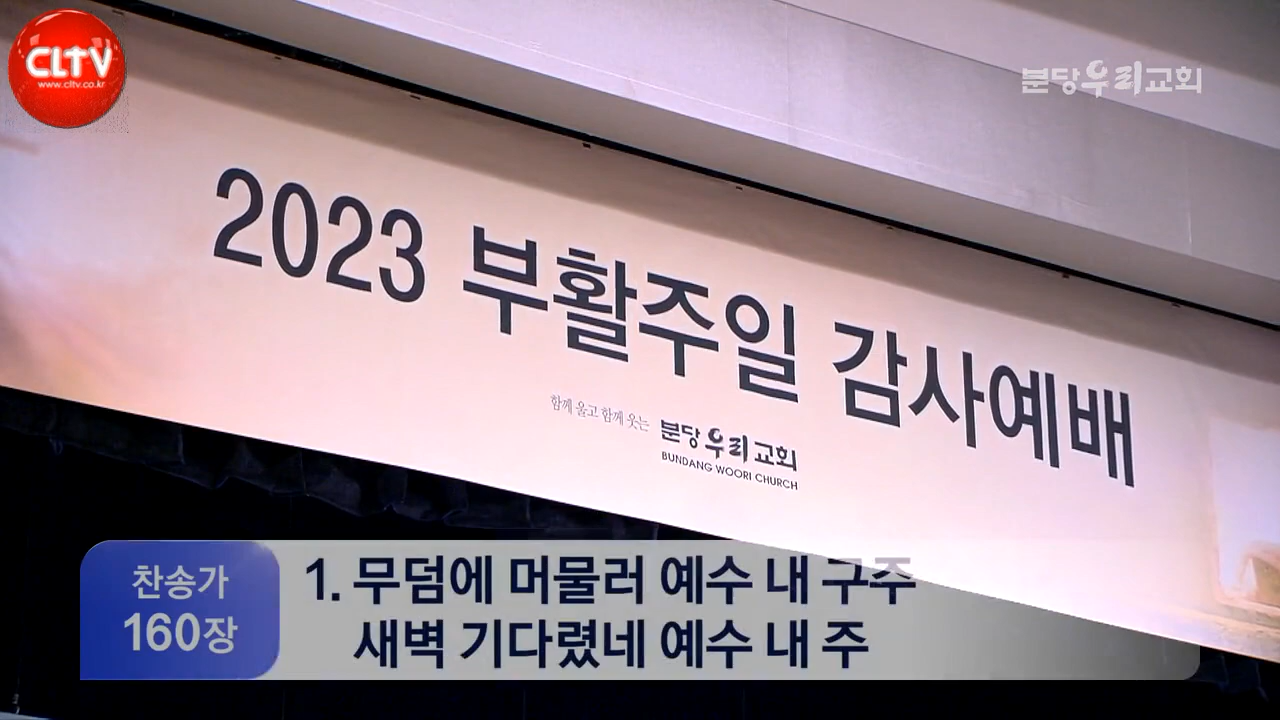 CLTV
www.cltv.co.kr
분당우리교회
2023 부활주일 감사예배
함께 울고 함께 웃는 분당우리교회
BUNDANG WOORI CHURCH
찬송가
160장
1. 무덤에 머물러 예수 내 구주
새벽 기다렸네 예수 내 주